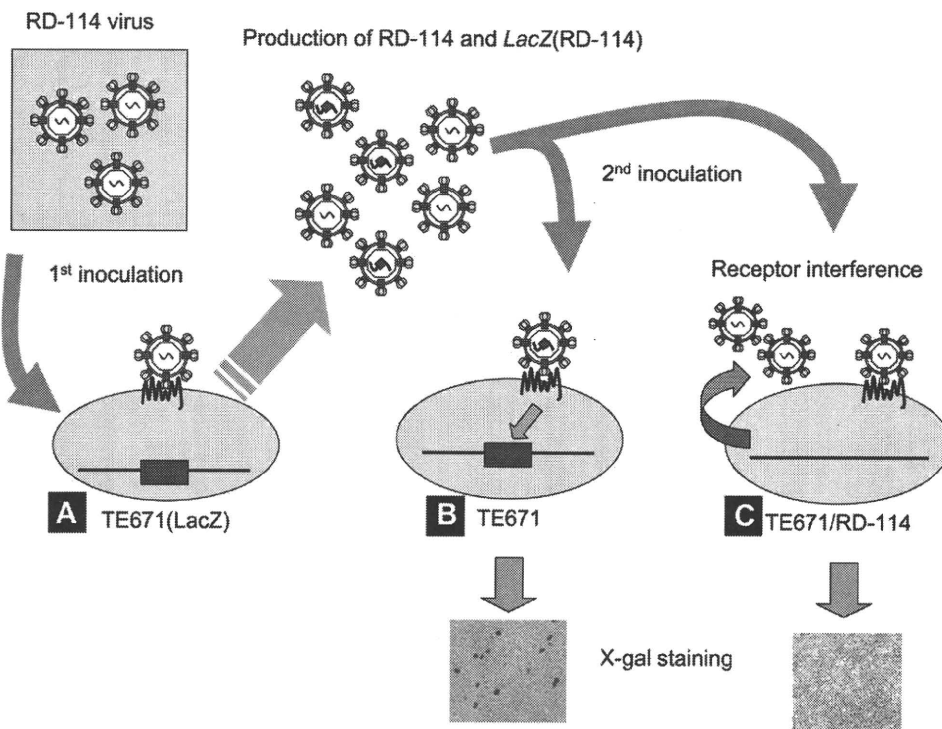 RD-114 virus
Production of RD-114 and LacZ(RD-114)
1st inoculation
2nd inoculation
Receptor interference
A TE671(LacZ)
B TE671
C TE671/RD-114
X-gal staining